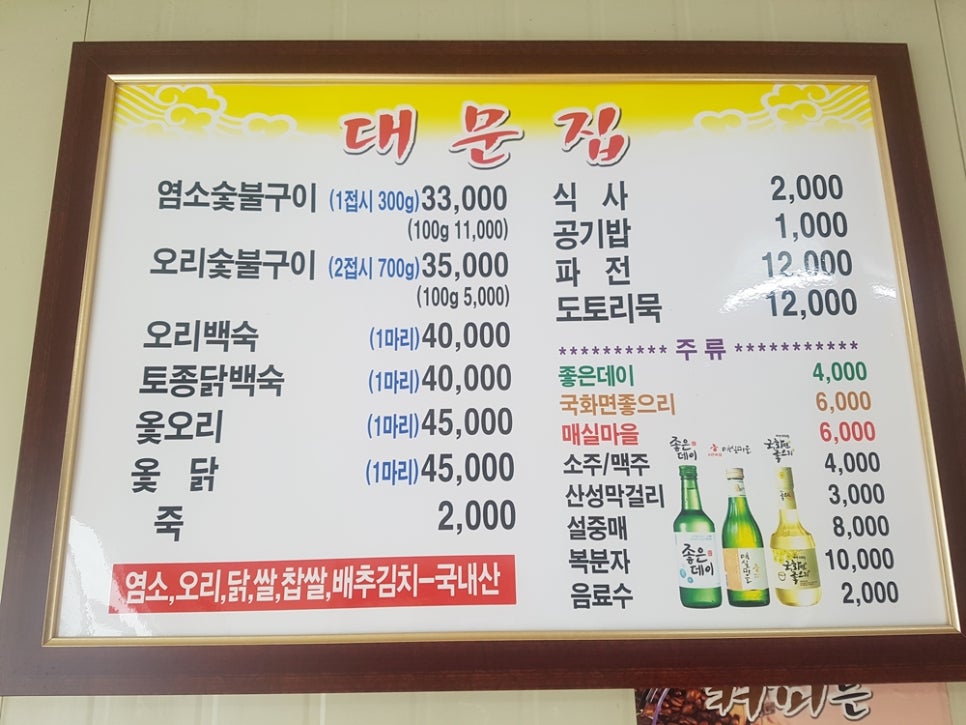 대문집
염소숯불구이 (1접시 300g) 33,000
(100g 11,000)
오리숯불구이 (2접시 700g) 35,000
(100g 5,000)
오리백숙 (1마리) 40,000
토종닭백숙 (1마리) 40,000
옻오리 (1마리) 45,000
옻 닭 (1마리) 45,000
죽 2,000
염소,오리,닭,쌀,찹쌀,배추김치-국내산
식 사 2,000
공기밥 1,000
파 전 12,000
도토리묵 12,000
********** 주 류 ***********
좋은데이 4,000
국화면좋으리 6,000
매실마을 6,000
소주/맥주 4,000
산성막걸리 3,000
설중매 8,000
복분자 10,000
음료수 2,000
좋은
데이
매실마을
좋은
데이